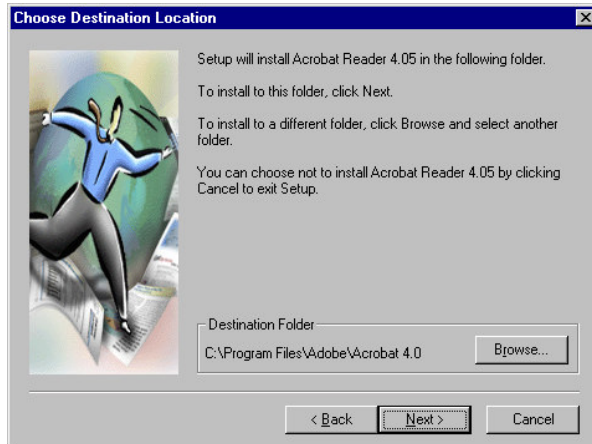 Choose Destination Location
Setup will install Acrobat Reader 4.05 in the following folder.
To install to this folder, click Next.
To install to a different folder, click Browse and select another
folder.
You can choose not to install Acrobat Reader 4.05 by clicking
Cancel to exit Setup.
Destination Folder
C:\Program Files\Adobe\Acrobat 4.0
Browse...
< Back
Next >
Cancel